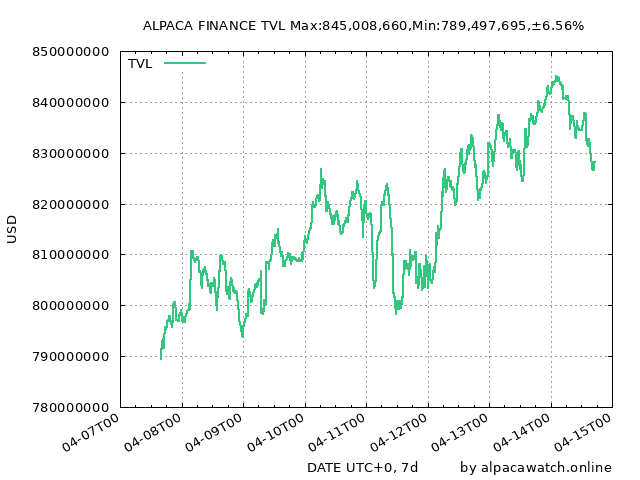 ALPACA FINANCE TVL Max:845,008,660,Min:789,497,695,±6.56%
850000000
TVL
840000000
830000000
820000000
USD
810000000
800000000
790000000
780000000
04-07T00
04-08T00
04-09T00
04-10T00
04-11T00
04-12T00
04-13T00
04-14T00
04-15T00
DATE UTC+0, 7d
by alpacawatch.online